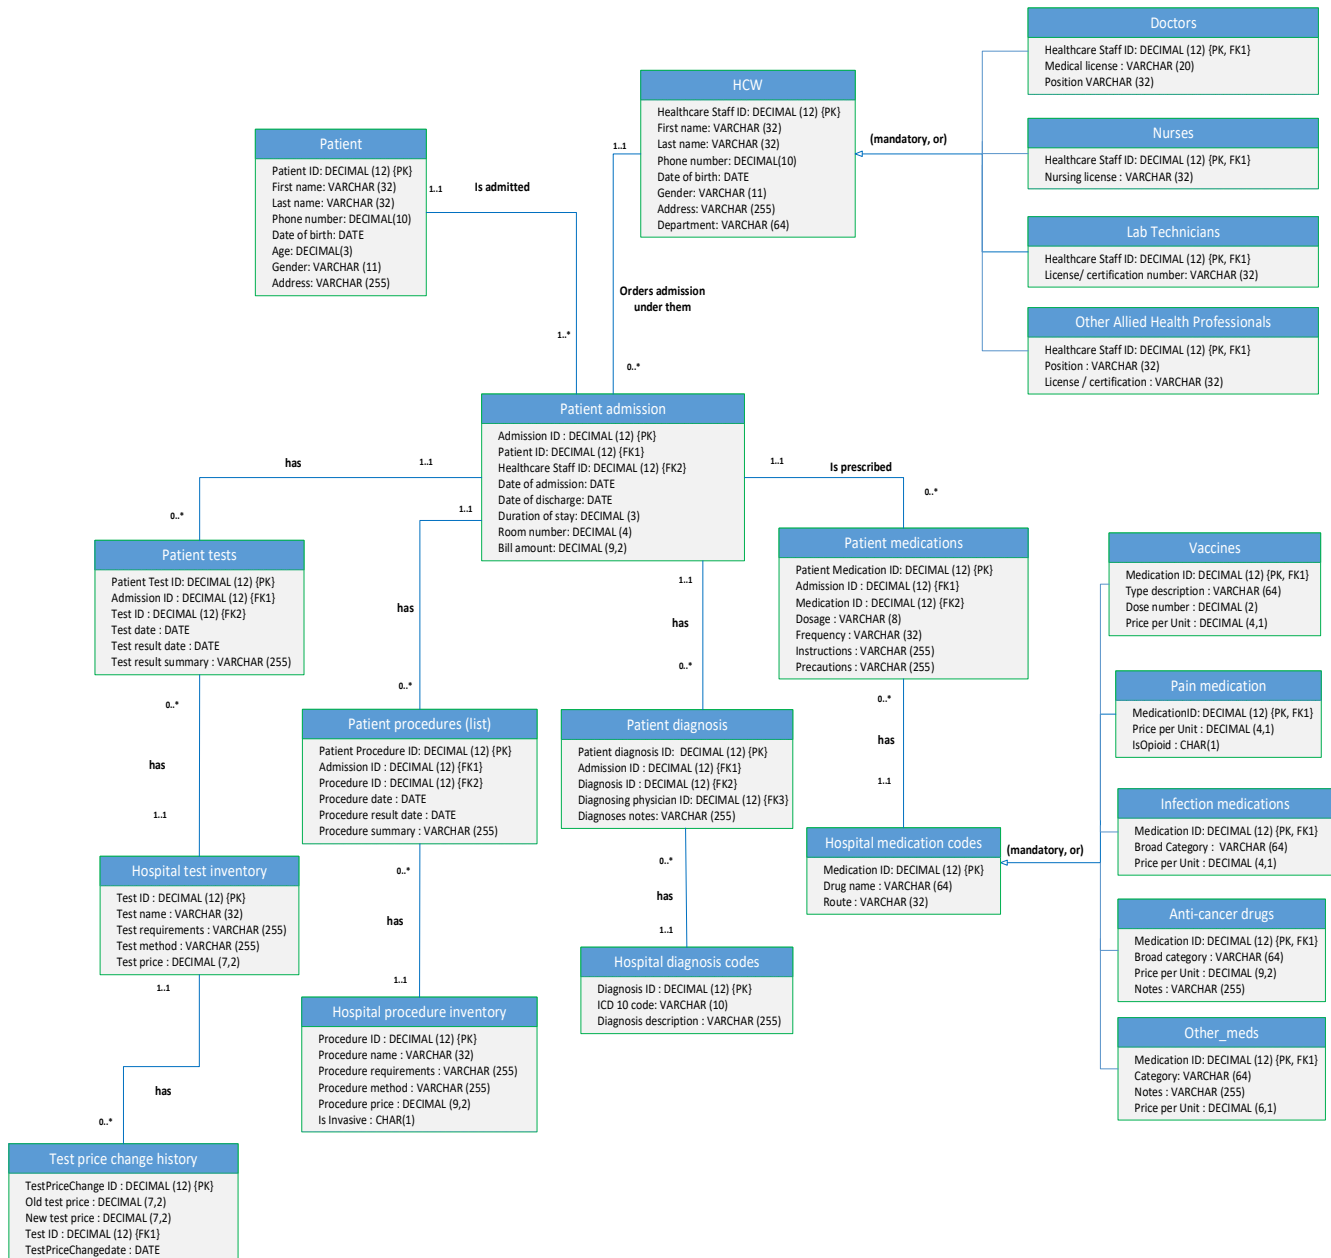 Doctors
Healthcare Staff ID: DECIMAL (12) {PK, FK1}
Medical license : VARCHAR (20)
Position VARCHAR (32)
HCW
Healthcare Staff ID: DECIMAL (12) {PK}
First name: VARCHAR (32)
Last name: VARCHAR (32)
Phone number: DECIMAL(10)
Date of birth: DATE
Gender: VARCHAR (11)
Address: VARCHAR (255)
Department: VARCHAR (64)
(mandatory, or)
1..1
Nurses
Healthcare Staff ID: DECIMAL (12) {PK, FK1}
Nursing license : VARCHAR (32)
Patient
Patient ID: DECIMAL (12) {PK}
First name: VARCHAR (32)
Last name: VARCHAR (32)
Phone number: DECIMAL(10)
Date of birth: DATE
Age: DECIMAL(3)
Gender: VARCHAR (11)
Address: VARCHAR (255)
1..1
Is admitted
Lab Technicians
Healthcare Staff ID: DECIMAL (12) {PK, FK1}
License/ certification number: VARCHAR (32)
Orders admission
under them
Other Allied Health Professionals
Healthcare Staff ID: DECIMAL (12) {PK, FK1}
Position : VARCHAR (32)
License / certification : VARCHAR (32)
1..*
0..*
Patient admission
Admission ID : DECIMAL (12) {PK}
Patient ID: DECIMAL (12) {FK1}
Healthcare Staff ID: DECIMAL (12) {FK2}
Date of admission: DATE
Date of discharge: DATE
Duration of stay: DECIMAL (3)
Room number: DECIMAL (4)
Bill amount: DECIMAL (9,2)
has
1..1
1..1
Is prescribed
0..*
0..*
1..1
1..1
Patient tests
Patient Test ID: DECIMAL (12) {PK}
Admission ID : DECIMAL (12) {FK1}
Test ID : DECIMAL (12) {FK2}
Test date : DATE
Test result date : DATE
Test result summary : VARCHAR (255)
Patient medications
Patient Medication ID: DECIMAL (12) {PK}
Admission ID : DECIMAL (12) {FK1}
Medication ID: DECIMAL (12) {FK2}
Dosage : VARCHAR (8)
Frequency : VARCHAR (32)
Instructions : VARCHAR (255)
Precautions : VARCHAR (255)
Vaccines
Medication ID: DECIMAL (12) {PK, FK1}
Type description : VARCHAR (64)
Dose number : DECIMAL (2)
Price per Unit : DECIMAL (4,1)
has
has
0..*
0..*
0..*
0..*
Pain medication
MedicationID: DECIMAL (12) {PK, FK1}
Price per Unit : DECIMAL (4,1)
IsOpioid : CHAR(1)
Patient procedures (list)
Patient Procedure ID: DECIMAL (12) {PK}
Admission ID : DECIMAL (12) {FK1}
Procedure ID : DECIMAL (12) {FK2}
Procedure date : DATE
Procedure result date : DATE
Procedure summary : VARCHAR (255)
Patient diagnosis
Patient diagnosis ID: DECIMAL (12) {PK}
Admission ID : DECIMAL (12) {FK1}
Diagnosis ID : DECIMAL (12) {FK2}
Diagnosing physician ID: DECIMAL (12) {FK3}
Diagnoses notes: VARCHAR (255)
has
1..1
has
1..1
Infection medications
Medication ID: DECIMAL (12) {PK, FK1}
Broad Category : VARCHAR (64)
Price per Unit : DECIMAL (4,1)
Hospital medication codes
Medication ID: DECIMAL (12) {PK}
Drug name : VARCHAR (64)
Route : VARCHAR (32)
(mandatory, or)
Hospital test inventory
Test ID : DECIMAL (12) {PK}
Test name : VARCHAR (32)
Test requirements : VARCHAR (255)
Test method : VARCHAR (255)
Test price : DECIMAL (7,2)
0..*
has
0..*
has
1..1
Anti-cancer drugs
Medication ID: DECIMAL (12) {PK, FK1}
Broad category : VARCHAR (64)
Price per Unit : DECIMAL (9,2)
Notes : VARCHAR (255)
Hospital diagnosis codes
Diagnosis ID : DECIMAL (12) {PK}
ICD 10 code: VARCHAR (10)
Diagnosis description : VARCHAR (255)
1..1
1..1
Hospital procedure inventory
Procedure ID : DECIMAL (12) {PK}
Procedure name : VARCHAR (32)
Procedure requirements : VARCHAR (255)
Procedure method : VARCHAR (255)
Procedure price : DECIMAL (9,2)
Is Invasive : CHAR(1)
Other_meds
Medication ID: DECIMAL (12) {PK, FK1}
Category: VARCHAR (64)
Notes : VARCHAR (255)
Price per Unit : DECIMAL (6,1)
has
0..*
Test price change history
TestPriceChange ID : DECIMAL (12) {PK}
Old test price : DECIMAL (7,2)
New test price : DECIMAL (7,2)
Test ID : DECIMAL (12) {FK1}
TestPriceChangedate : DATE